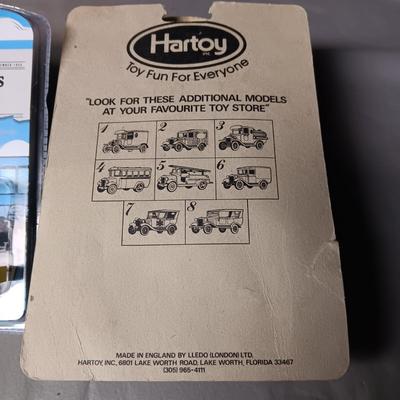 Hartoy
INC.
Toy Fun For Everyone
"LOOK FOR THESE ADDITIONAL MODELS
AT YOUR FAVOURITE TOY STORE"
1 2 3
4 5 6
7 8
MADE IN ENGLAND BY LLEDO (LONDON) LTD.
HARTOY, INC., 6801 LAKE WORTH ROAD, LAKE WORTH, FLORIDA 33467
(305) 965-4111